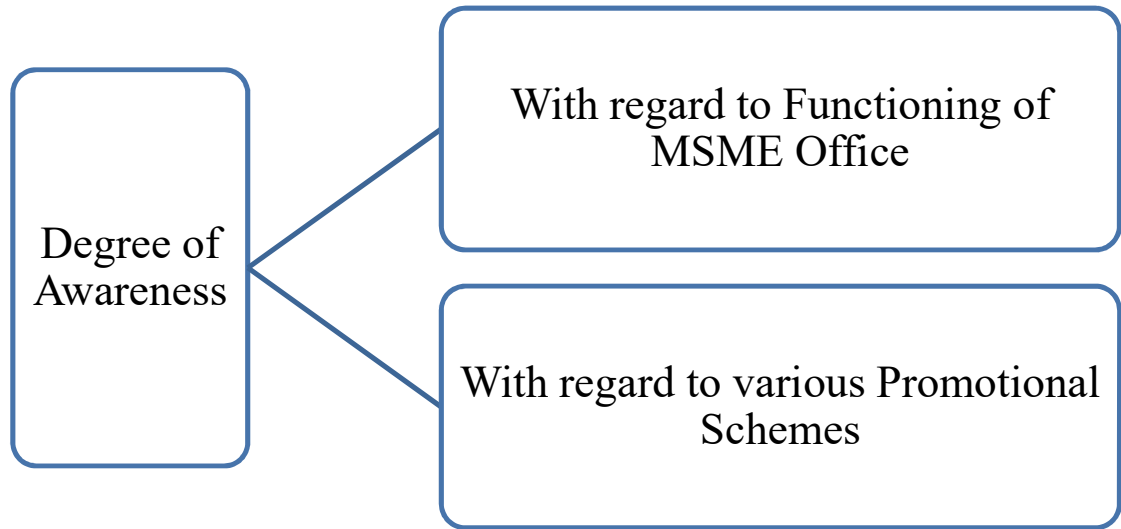 Degree of
Awareness
With regard to Functioning of
MSME Office
With regard to various Promotional
Schemes